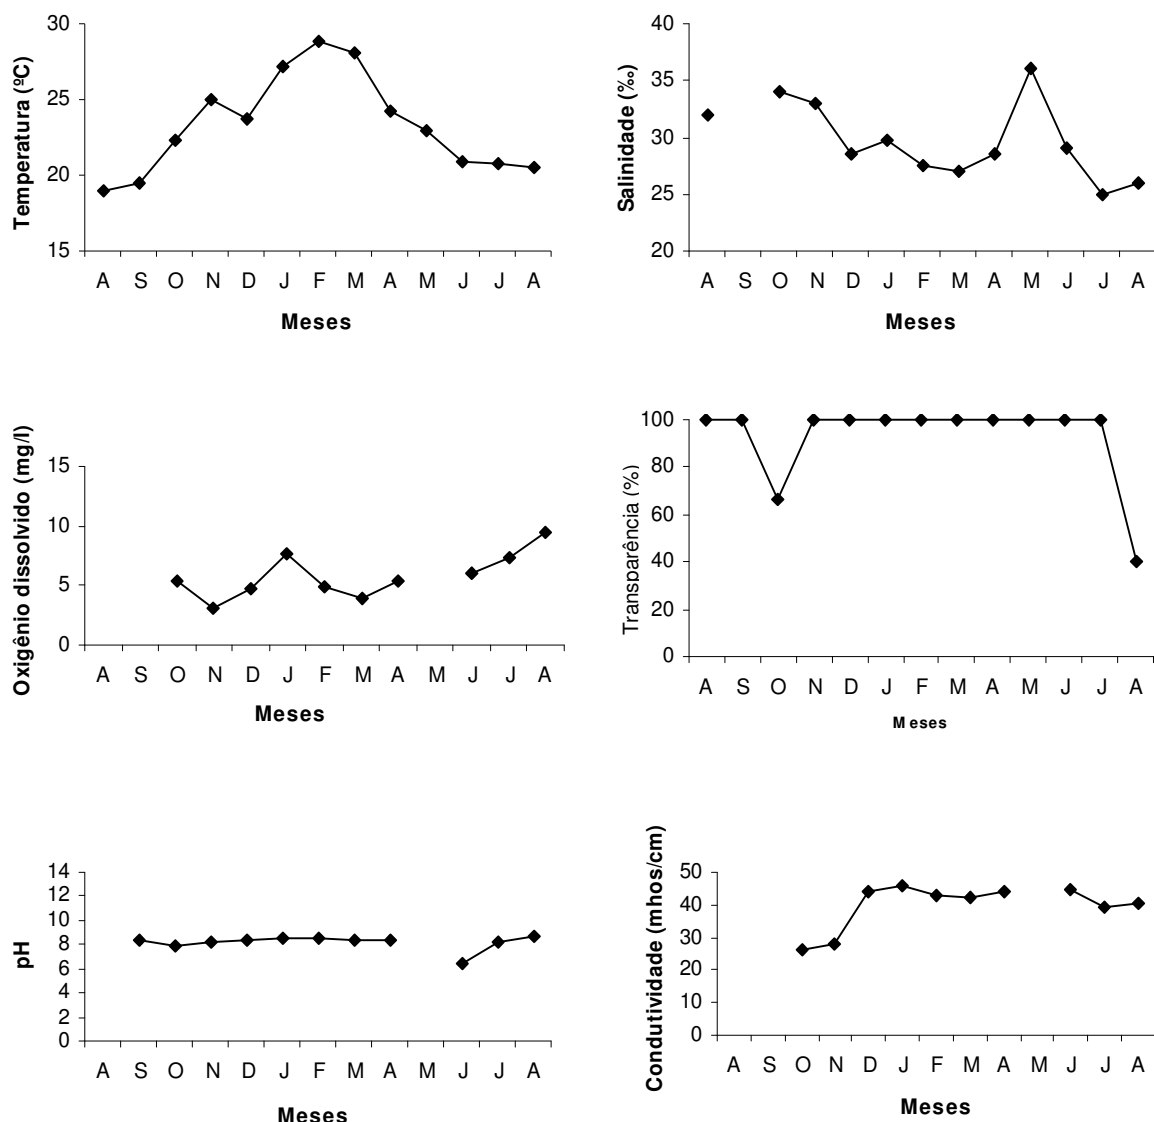 Temperatura (ºC)
30
25
20
15
A S O N D J F M A M J J A
Meses
Salinidade (‰)
40
35
30
25
20
A S O N D J F M A M J J A
Meses
Oxigênio dissolvido (mg/l)
15
10
5
0
A S O N D J F M A M J J A
Meses
Transparência (%)
100
80
60
40
20
0
A S O N D J F M A M J J A
Meses
pH
14
12
10
8
6
4
2
0
A S O N D J F M A M J J A
Meses
Condutividade (mhos/cm)
50
40
30
20
10
0
A S O N D J F M A M J J A
Meses